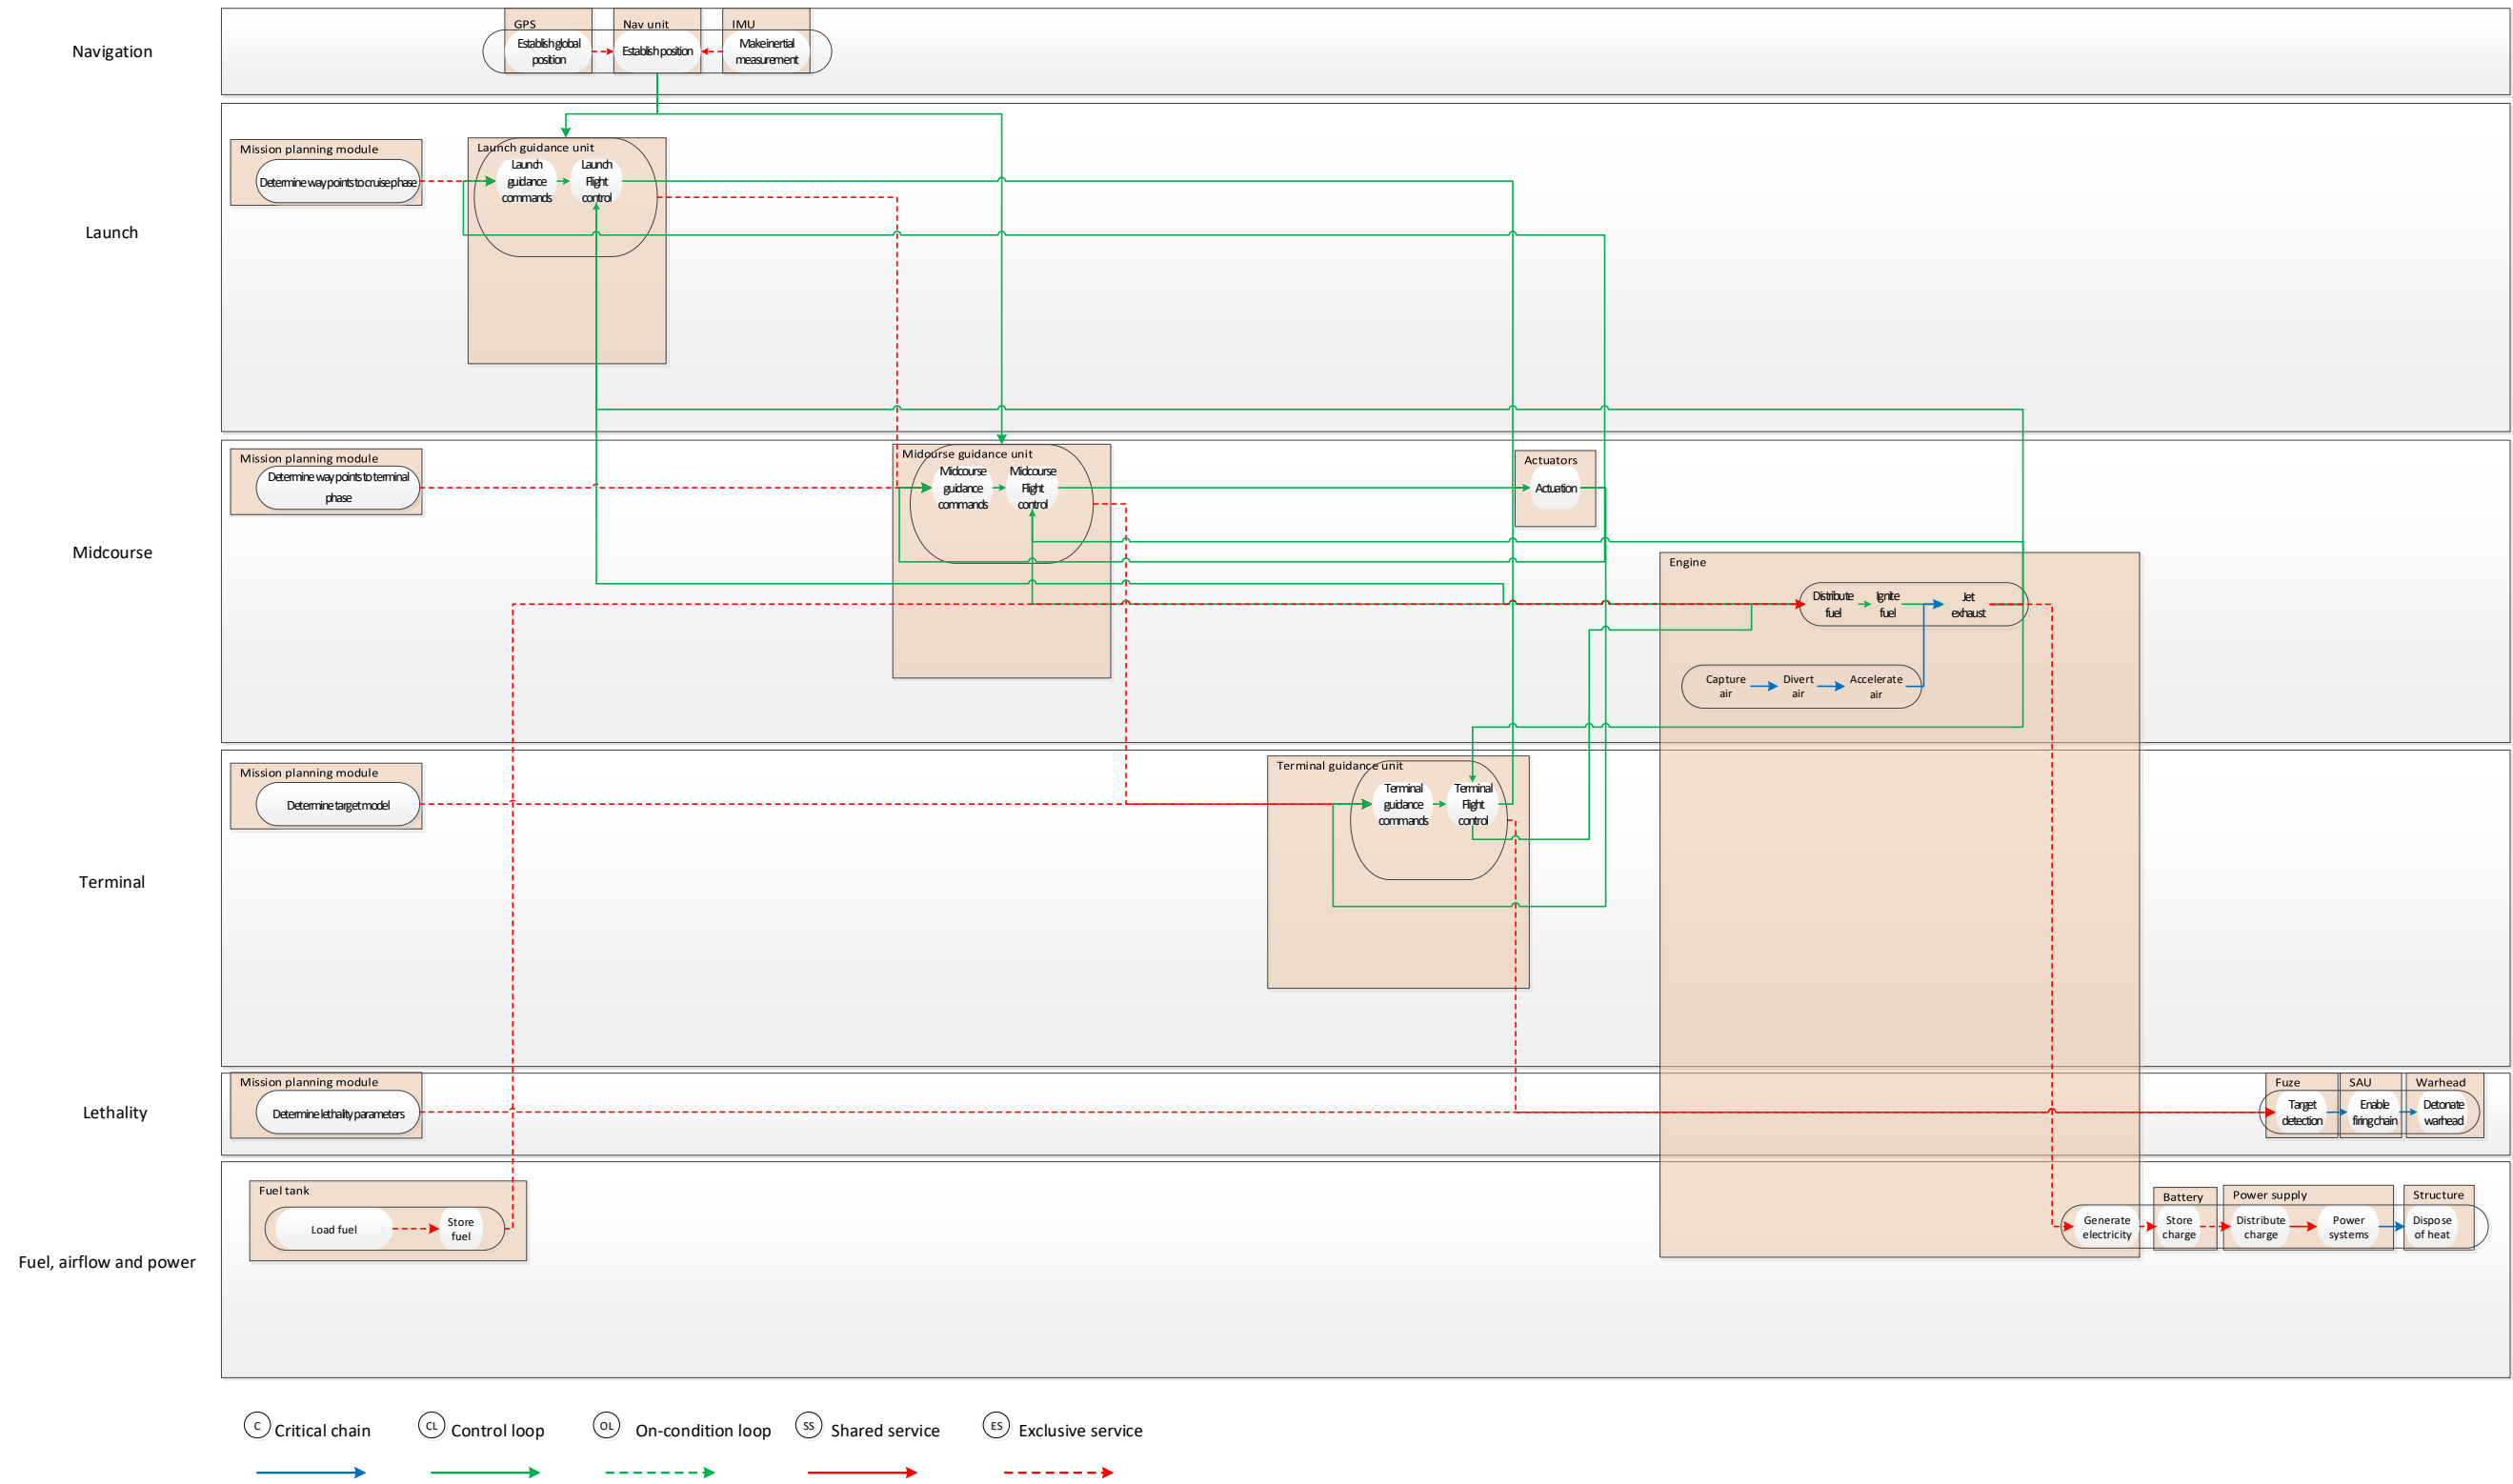 Navigation
GPS
Nav unit
IMU
Establish global
position
Establish position
Make inertial
measurement
Launch
Mission planning module
Determine way points to cruise phase
Launch guidance unit
Launch
guidance
commands
Launch
Flight
control
Midcourse
Mission planning module
Determine way points to terminal
phase
Midourse guidance unit
Midcourse
guidance
commands
Midcourse
Flight
control
Actuators
Actuation
Engine
Distribute
fuel
Ignite
fuel
Jet
exhaust
Capture
air
Divert
air
Accelerate
air
Terminal
Mission planning module
Determine target model
Terminal guidance unit
Terminal
guidance
commands
Terminal
Flight
control
Lethality
Mission planning module
Determine lethality parameters
Fuze
SAU
Warhead
Target
detection
Enable
firing chain
Detonate
warhead
Fuel, airflow and power
Fuel tank
Load fuel
Store
fuel
Generate
electricity
Battery
Store
charge
Power supply
Distribute
charge
Power
systems
Structure
Dispose
of heat
C Critical chain
CL Control loop
OL On-condition loop
SS Shared service
ES Exclusive service